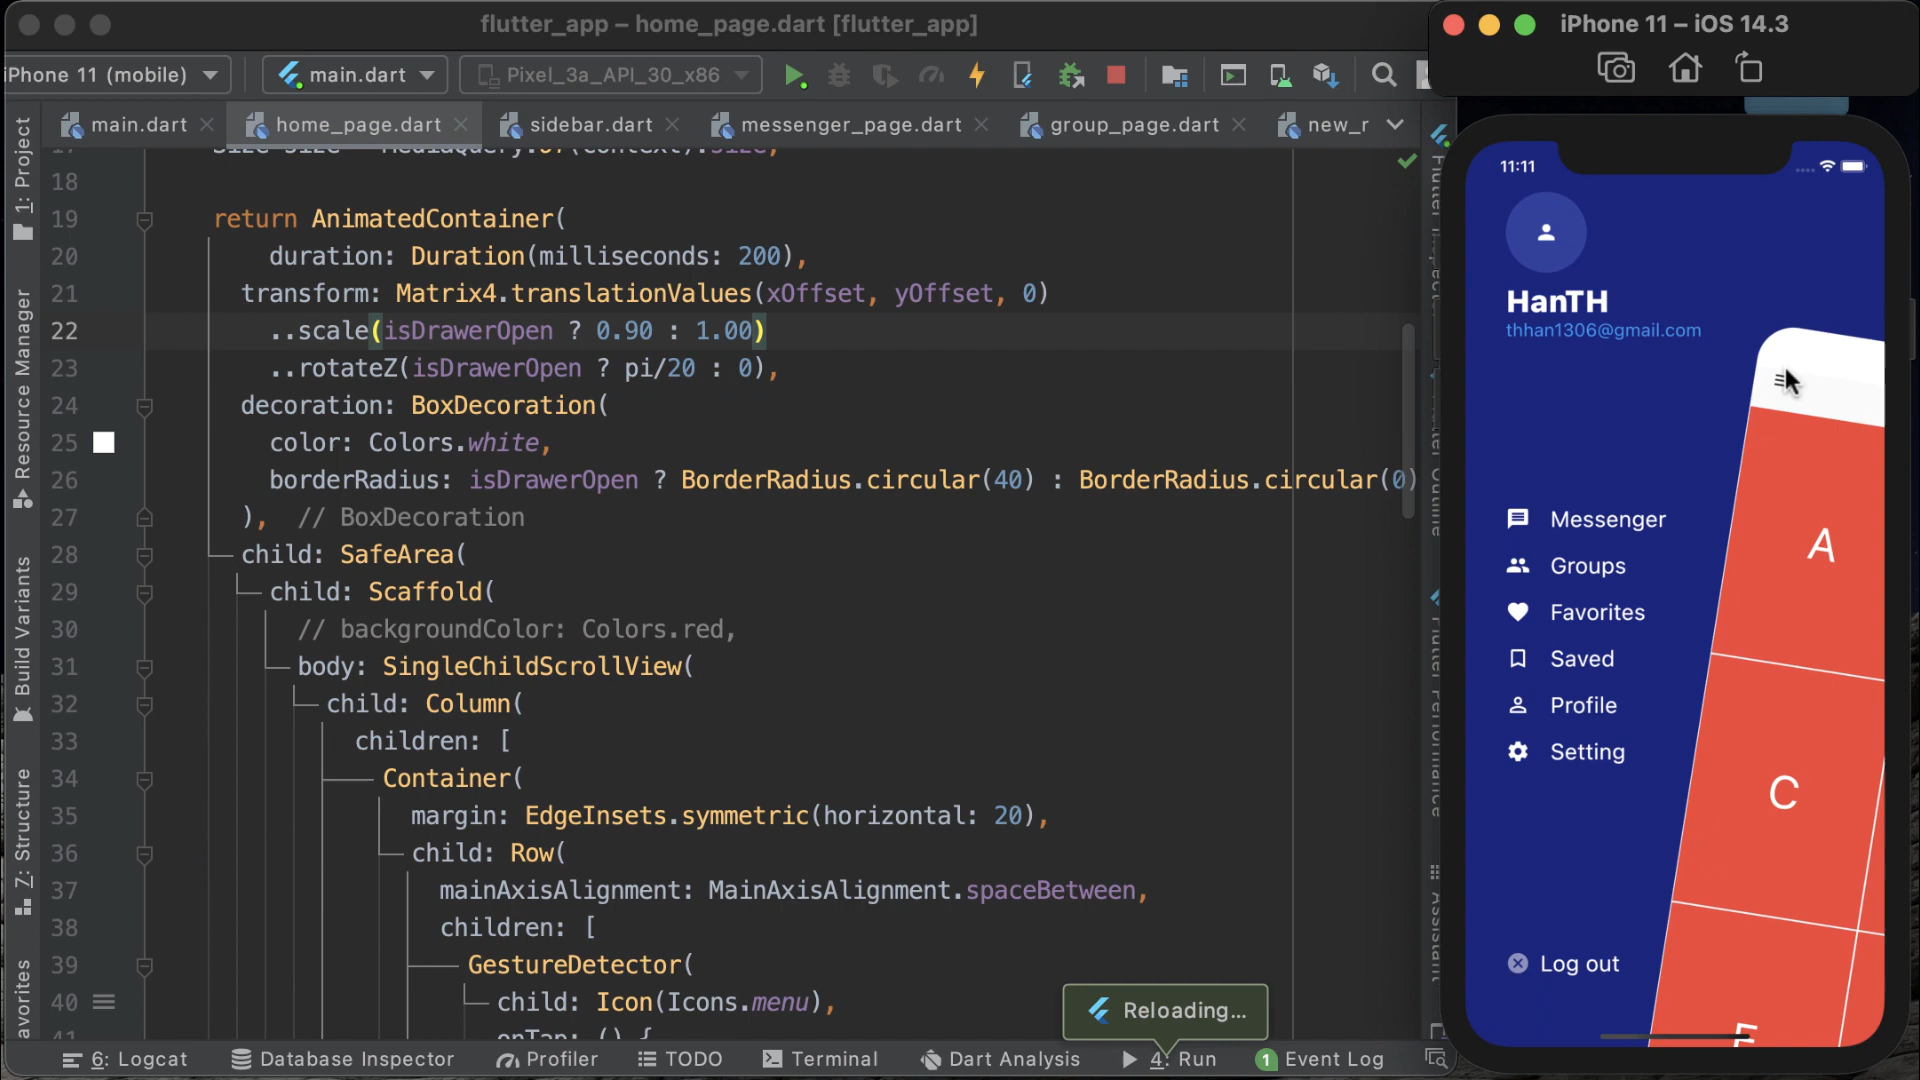 flutter_app – home_page.dart [flutter_app]
iPhone 11 – iOS 14.3
iPhone 11 (mobile)
main.dart
Pixel_3a_API_30_x86
main.dart
home_page.dart
sidebar.dart
messenger_page.dart
group_page.dart
new_r
1: Project
Resource Manager
Build Variants
Z: Structure
avorites
18
19 return AnimatedContainer(
20 duration: Duration(milliseconds: 200),
21 transform: Matrix4.translationValues(xOffset, yOffset, 0)
22 ..scale(isDrawerOpen ? 0.90 : 1.00)
23 ..rotateZ(isDrawerOpen ? pi/20 : 0),
24 decoration: BoxDecoration(
25 color: Colors.white,
26 borderRadius: isDrawerOpen ? BorderRadius.circular(40) : BorderRadius.circular(0)
27 ), // BoxDecoration
28 child: SafeArea(
29 child: Scaffold(
30 // backgroundColor: Colors.red,
31 body: SingleChildScrollView(
32 child: Column(
33 children: [
34 Container(
35 margin: EdgeInsets.symmetric(horizontal: 20),
36 child: Row(
37 mainAxisAlignment: MainAxisAlignment.spaceBetween,
38 children: [
39 GestureDetector(
40 child: Icon(Icons.menu),
41 onTap: () {
Reloading...
6: Logcat
Database Inspector
Profiler
TODO
Terminal
Dart Analysis
4: Run
1 Event Log
11:11
HanTH
thhan1306@gmail.com
Messenger
Groups
Favorites
Saved
Profile
Setting
Log out
A
C